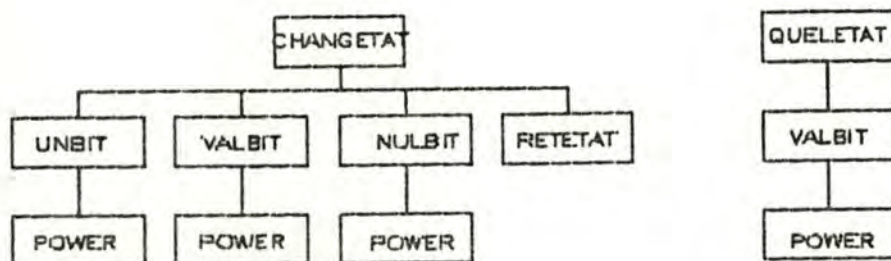 CHANGETAT QUELETAT
UNBIT VALBIT NULBIT RETETAT VALBIT
POWER POWER POWER POWER